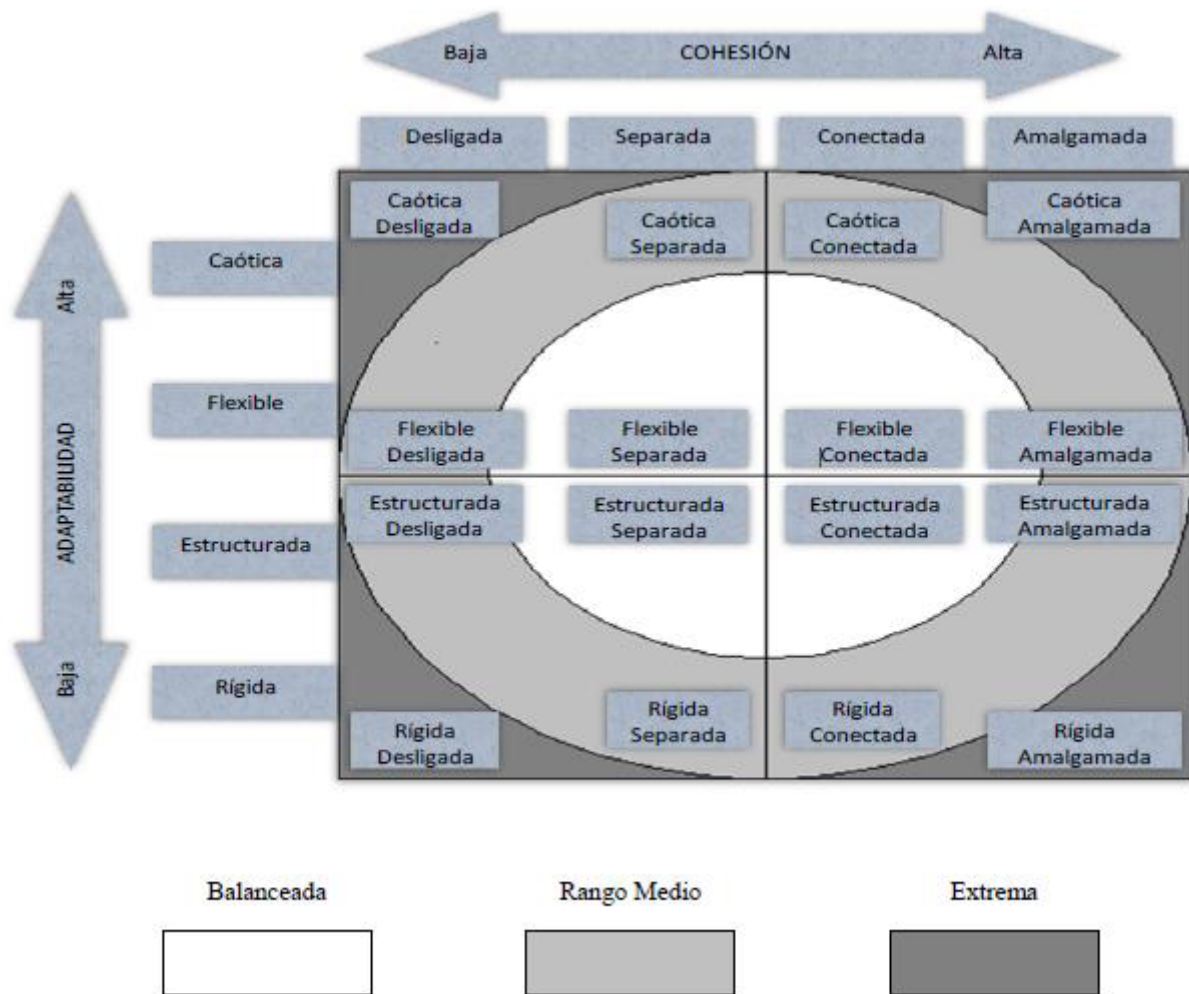 Baja COHESIÓN Alta
Desligada Separada Conectada Amalgamada
Caótica
Desligada
Caótica
Separada
Caótica
Conectada
Caótica
Amalgamada
Alta
ADAPTABILIDAD
Baja
Caótica
Flexible
Estructurada
Rígida
Flexible
Desligada
Flexible
Separada
Flexible
Conectada
Flexible
Amalgamada
Estructurada
Desligada
Estructurada
Separada
Estructurada
Conectada
Estructurada
Amalgamada
Rígida
Desligada
Rígida
Separada
Rígida
Conectada
Rígida
Amalgamada
Balanceada Rango Medio Extrema